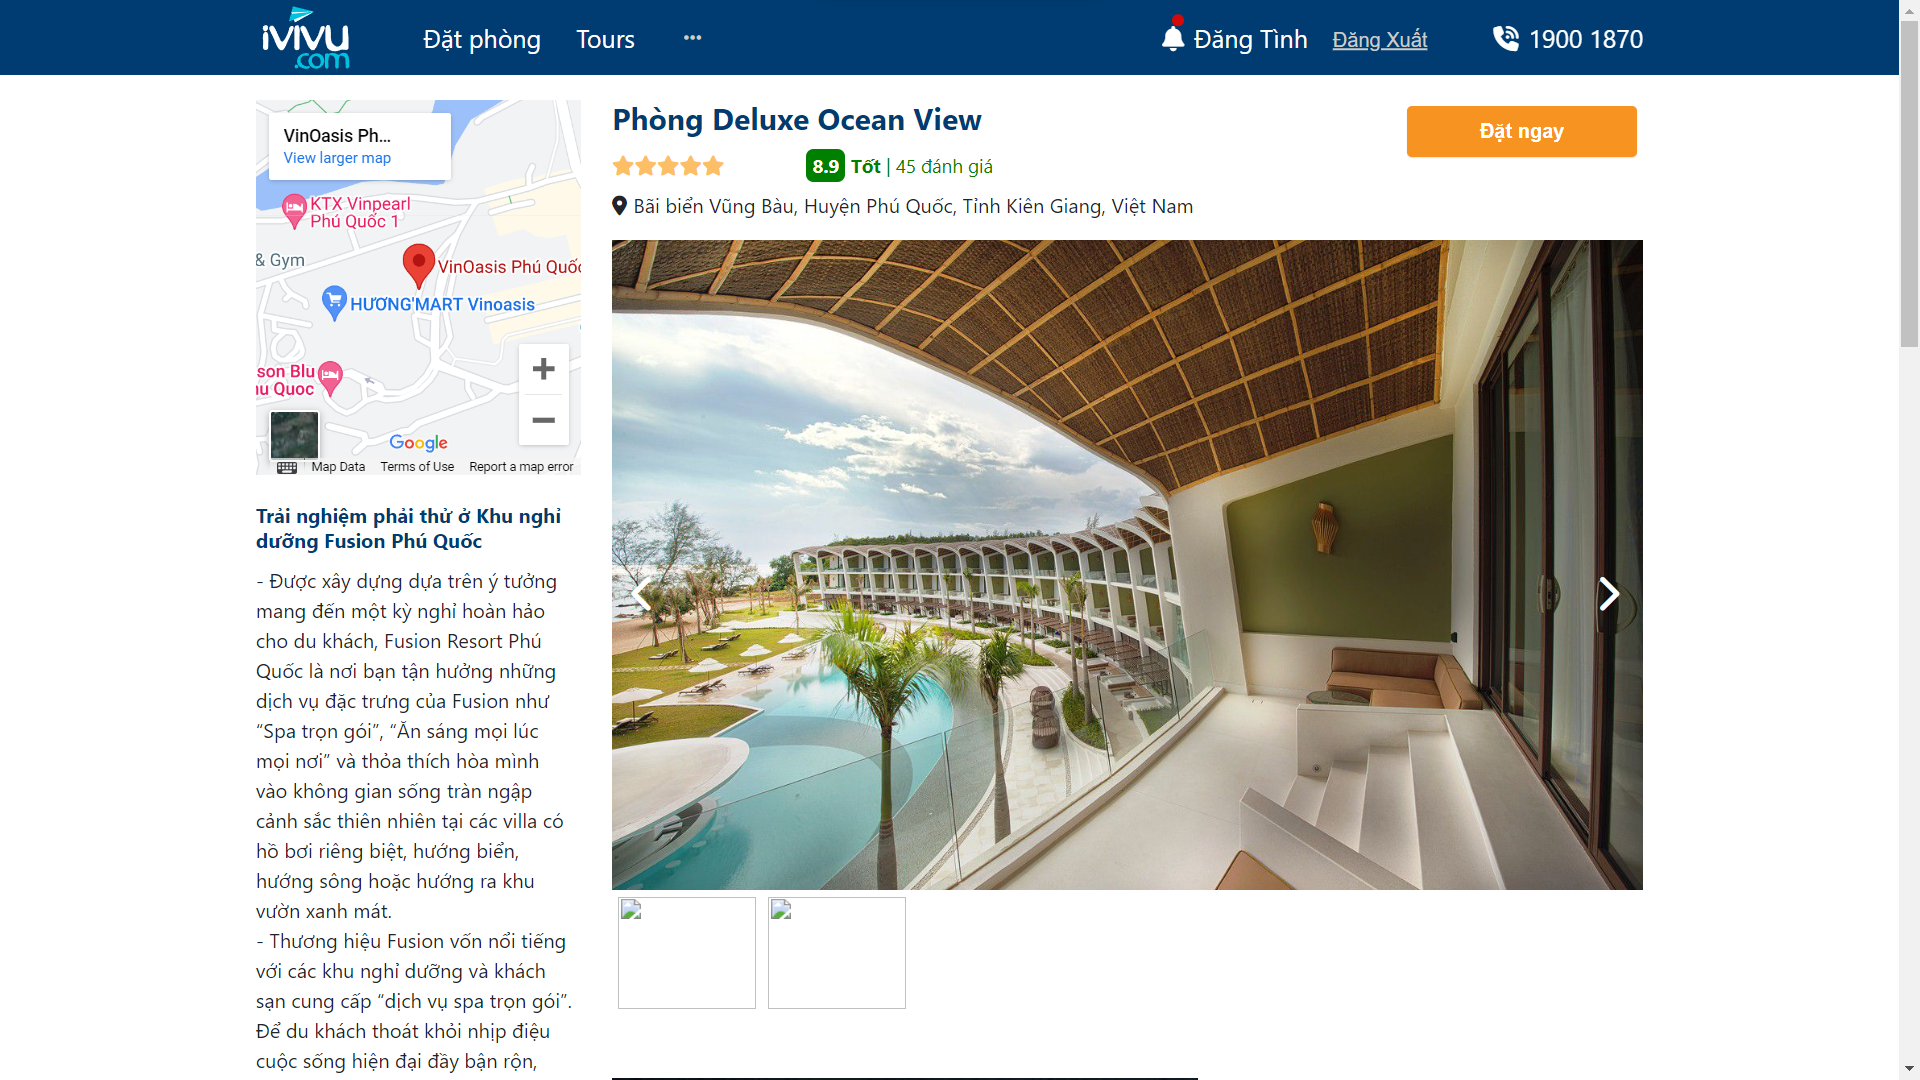 iVIVU
.com
Đặt phòng
Tours
Đăng Tình
Đăng Xuất
1900 1870
VinOasis Ph...
View larger map
KTX Vinpearl
Phú Quốc 1
& Gym
VinOasis Phú Quốc
HƯƠNG'MART Vinoasis
son Blu
u Quoc
Google
Map Data
Terms of Use
Report a map error
Trải nghiệm phải thử ở Khu nghỉ
dưỡng Fusion Phú Quốc
- Được xây dựng dựa trên ý tưởng
mang đến một kỳ nghỉ hoàn hảo
cho du khách, Fusion Resort Phú
Quốc là nơi bạn tận hưởng những
dịch vụ đặc trưng của Fusion như
“Spa trọn gói”, “Ăn sáng mọi lúc
mọi nơi” và thỏa thích hòa mình
vào không gian sống tràn ngập
cảnh sắc thiên nhiên tại các villa có
hồ bơi riêng biệt, hướng biển,
hướng sông hoặc hướng ra khu
vườn xanh mát.
- Thương hiệu Fusion vốn nổi tiếng
với các khu nghỉ dưỡng và khách
sạn cung cấp “dịch vụ spa trọn gói”.
Để du khách thoát khỏi nhịp điệu
cuộc sống hiện đại đầy bận rộn,
Phòng Deluxe Ocean View
Đặt ngay
8.9 Tốt | 45 đánh giá
Bãi biển Vũng Bàu, Huyện Phú Quốc, Tỉnh Kiên Giang, Việt Nam